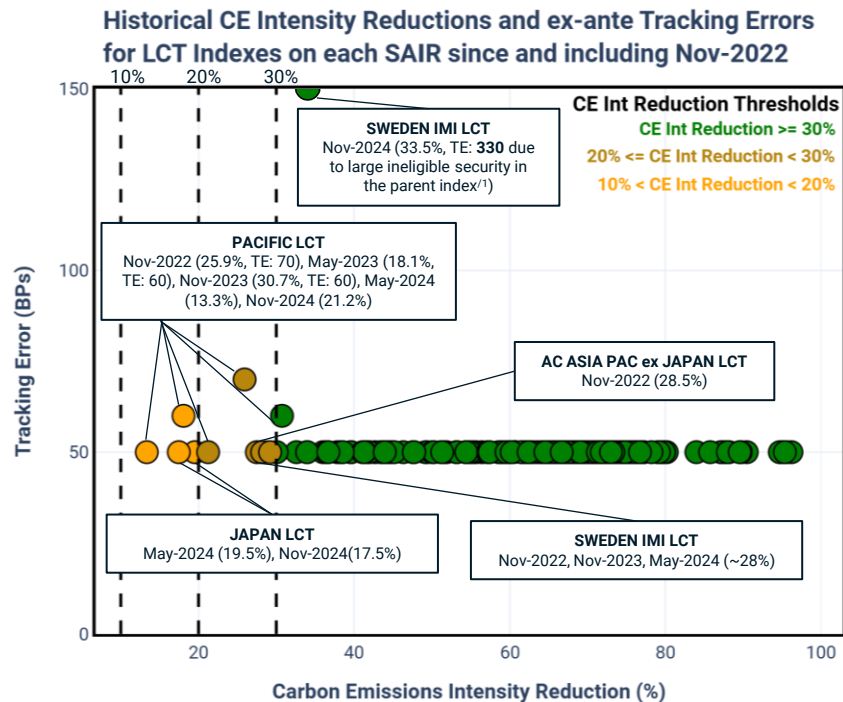 Historical CE Intensity Reductions and ex-ante Tracking Errors
for LCT Indexes on each SAIR since and including Nov-2022
10% 20% 30%
150
CE Int Reduction Thresholds
CE Int Reduction >= 30%
20% <= CE Int Reduction < 30%
10% < CE Int Reduction < 20%
SWEDEN IMI LCT
Nov-2024 (33.5%, TE: 330 due
to large ineligible security in
the parent index/1)
PACIFIC LCT
Nov-2022 (25.9%, TE: 70), May-2023 (18.1%,
TE: 60), Nov-2023 (30.7%, TE: 60), May-2024
(13.3%), Nov-2024 (21.2%)
100
AC ASIA PAC ex JAPAN LCT
Nov-2022 (28.5%)
Tracking Error (BPs)
50
JAPAN LCT
May-2024 (19.5%), Nov-2024(17.5%)
SWEDEN IMI LCT
Nov-2022, Nov-2023, May-2024 (~28%)
0
20 40 60 80 100
Carbon Emissions Intensity Reduction (%)